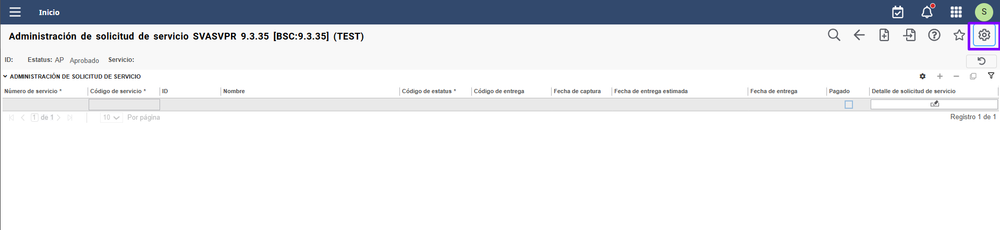 Inicio
S
Administración de solicitud de servicio SVASVPR 9.3.35 [BSC:9.3.35] (TEST)
ID: Estatus: AP Aprobado Servicio:
ADMINISTRACIÓN DE SOLICITUD DE SERVICIO
Número de servicio * Código de servicio * ID Nombre Código de estatus * Código de entrega Fecha de captura Fecha de entrega estimada Fecha de entrega Pagado Detalle de solicitud de servicio
1 de 1 10 Por página Registro 1 de 1